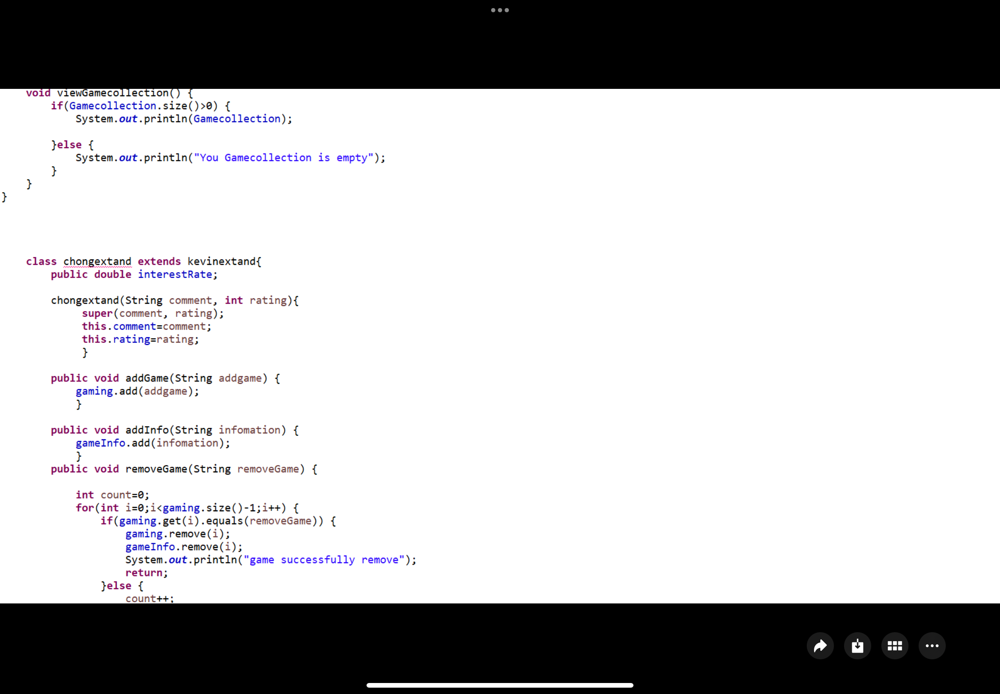 void viewGamecollection() {
if(Gamecollection.size()>0) {
System.out.println(Gamecollection);
}else {
System.out.println("You Gamecollection is empty");
}
}
}
class chongextand extends kevinextand{
public double interestRate;
chongextand(String comment, int rating){
super(comment, rating);
this.comment=comment;
this.rating=rating;
}
public void addGame(String addgame) {
gaming.add(addgame);
}
public void addInfo(String infomation) {
gameInfo.add(infomation);
}
public void removeGame(String removeGame) {
int count=0;
for(int i=0;i<gaming.size()-1;i++) {
if(gaming.get(i).equals(removeGame)) {
gaming.remove(i);
gameInfo.remove(i);
System.out.println("game successfully remove");
return;
}else {
count++;